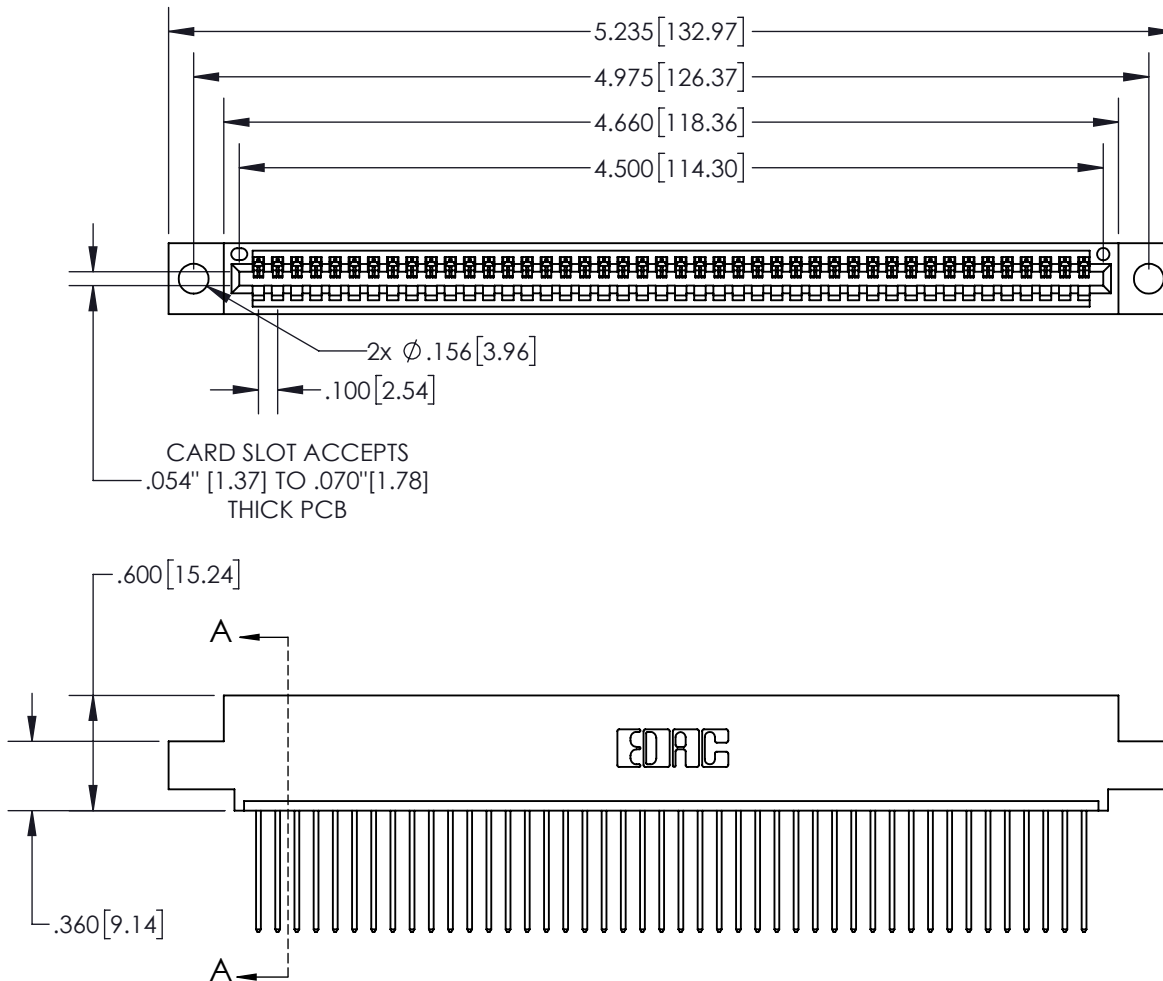 5.235[132.97]
4.975[126.37]
4.660[118.36]
4.500[114.30]
2x Ø.156[3.96]
.100[2.54]
CARD SLOT ACCEPTS
.054" [1.37] TO .070"[1.78]
THICK PCB
.600[15.24]
A
EDAC
.360[9.14]
A